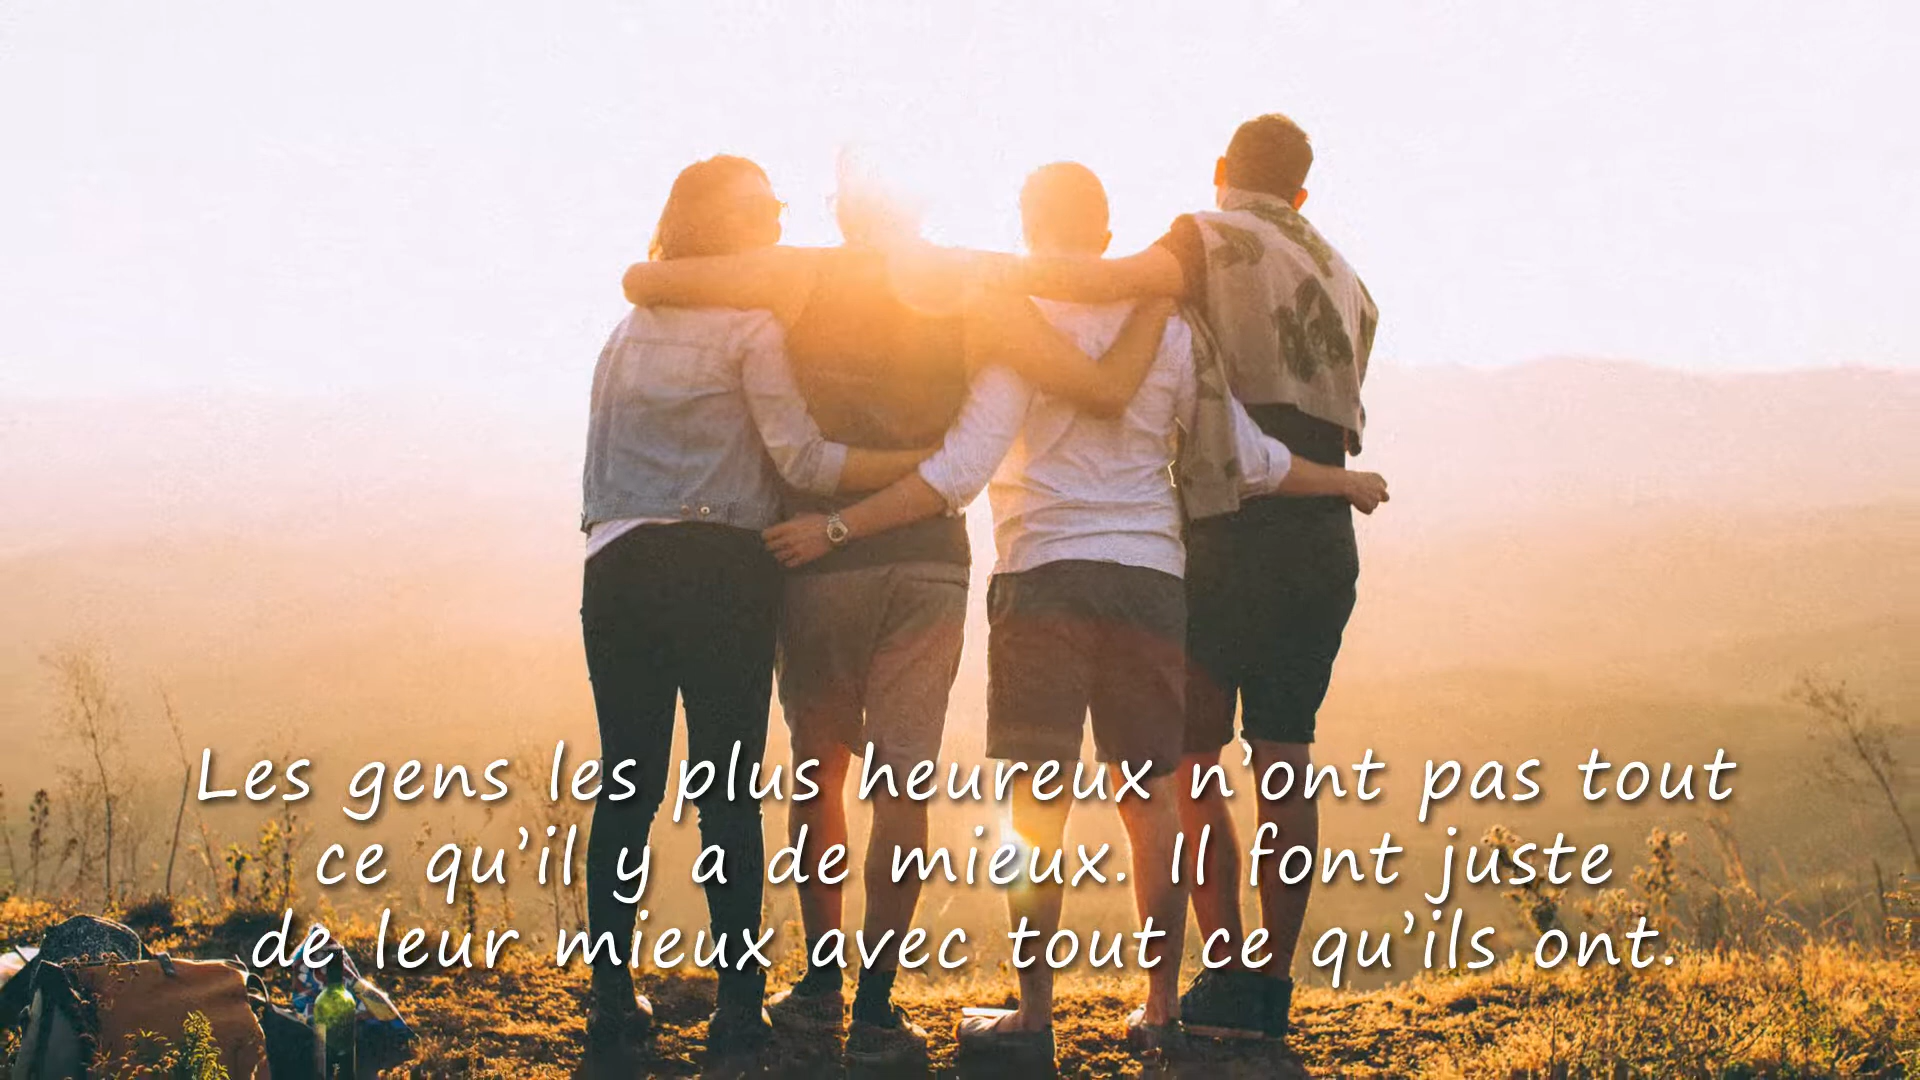 Les gens les plus heureux n’ont pas tout
ce qu’il y a de mieux. Il font juste
de leur mieux avec tout ce qu’ils ont.